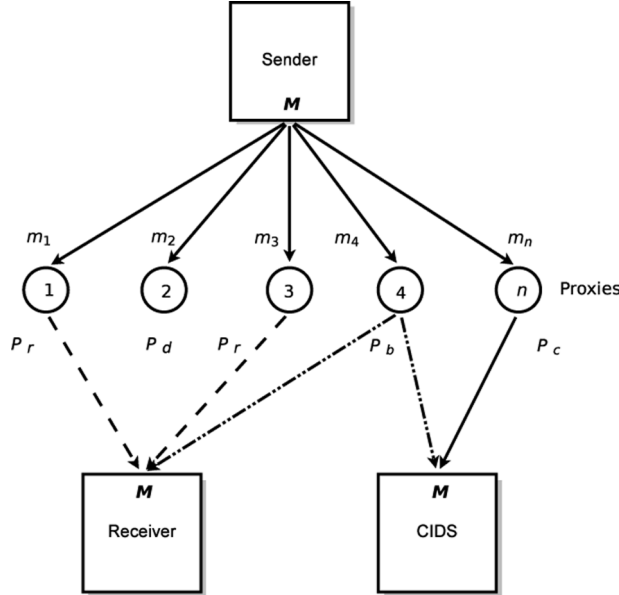 Sender
M
m1 m2 m3 m4 mn
1 2 3 4 n Proxies
P r P d P r P b P c
M M
Receiver CIDS